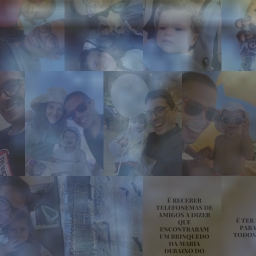 É RECEBER
TELEFONEMAS DE
AMIGOS A DIZER
QUE
ENCONTRARAM
UM BRINQUEDO
DA MARIA
DEBAIXO DO
É TER
PARA
TODOS